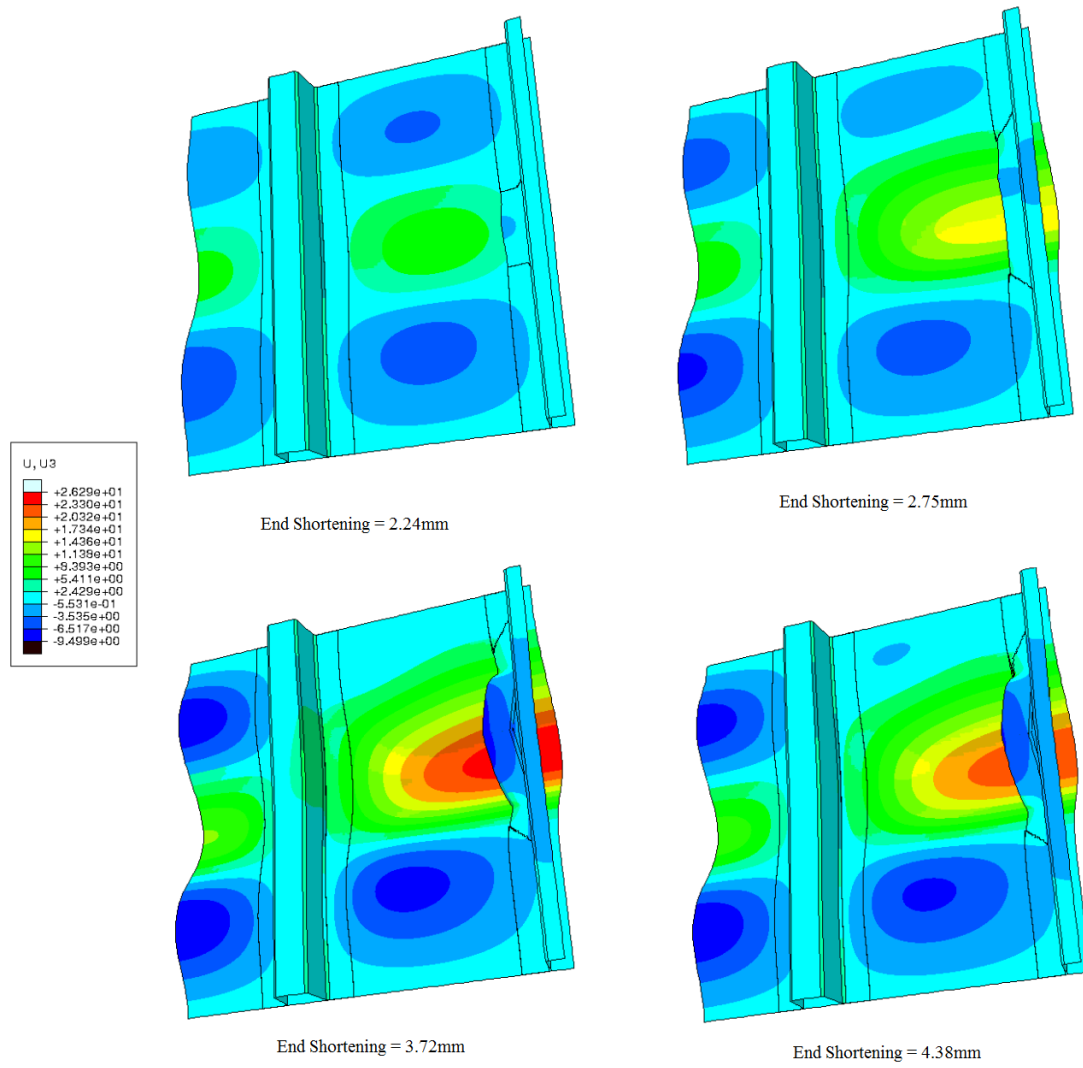 End Shortening = 2.24mm
End Shortening = 2.75mm
U, U3
+2.629e+01
+2.330e+01
+2.032e+01
+1.734e+01
+1.436e+01
+1.138e+01
+8.393e+00
+5.411e+00
+2.429e+00
-5.531e-01
-3.535e+00
-6.517e+00
-9.499e+00
End Shortening = 3.72mm
End Shortening = 4.38mm